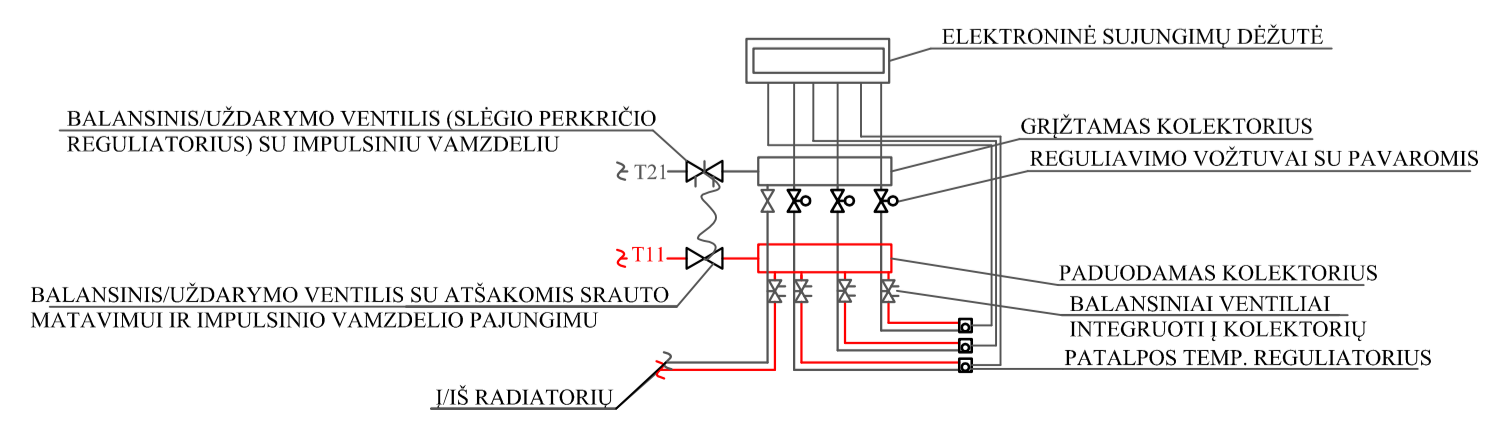 ELEKTRONINĖ SUJUNGIMŲ DĖŽUTĖ
BALANSINIS/UŽDARYMO VENTILIS (SLĖGIO PERKRIČIO
REGULIATORIUS) SU IMPULSINIU VAMZDELIU
GRĮŽTAMAS KOLEKTORIUS
REGULIAVIMO VOŽTUVAI SU PAVAROMIS
T21
T11
PADUODAMAS KOLEKTORIUS
BALANSINIS/UŽDARYMO VENTILIS SU ATŠAKOMIS SRAUTO
MATAVIMUI IR IMPULSINIO VAMZDELIO PAJUNGIMU
BALANSINIAI VENTILIAI
INTEGRUOTI Į KOLEKTORIŲ
PATALPOS TEMP. REGULIATORIUS
Į/IŠ RADIATORIŲ